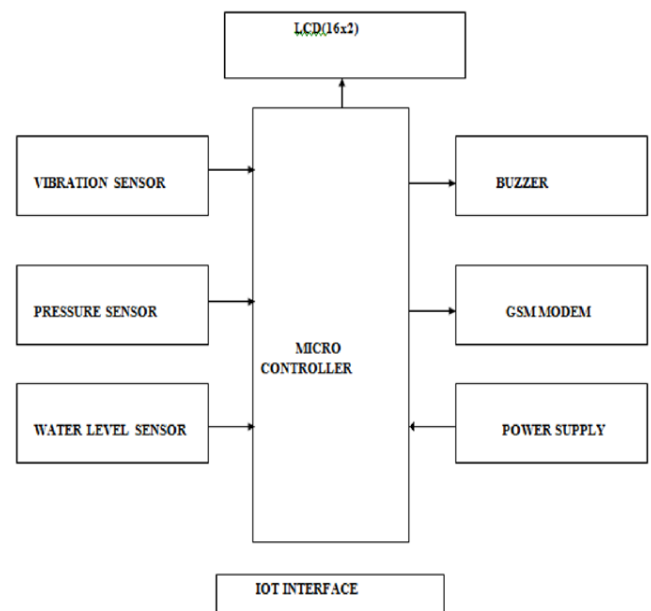 LCD(16x2)
VIBRATION SENSOR
BUZZER
PRESSURE SENSOR
GSM MODEM
MICRO
CONTROLLER
WATER LEVEL SENSOR
POWER SUPPLY
IOT INTERFACE